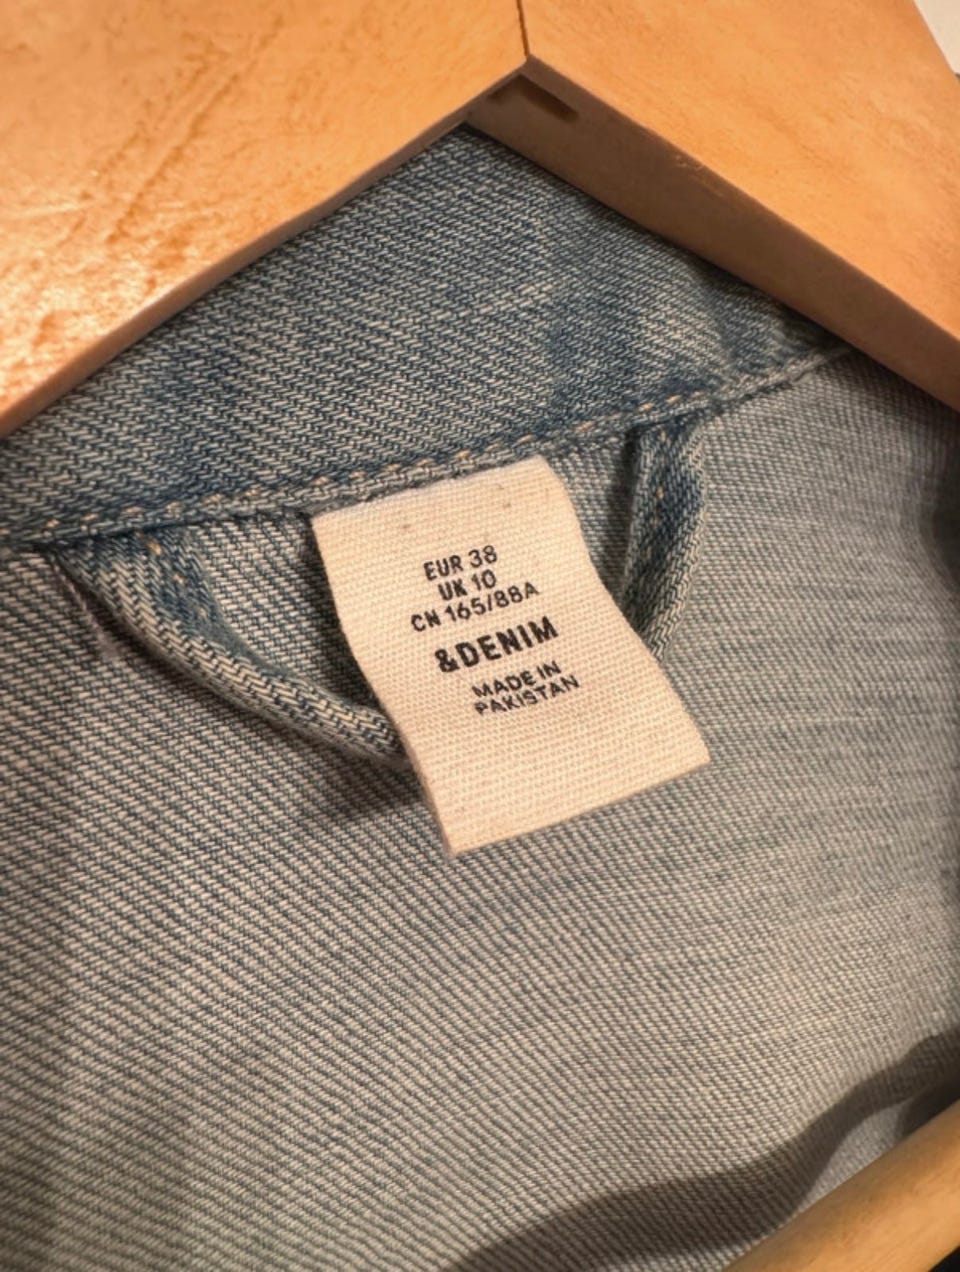 EUR 38
UK 10
CN 165/88A
&DENIM
MADE IN
PAKISTAN